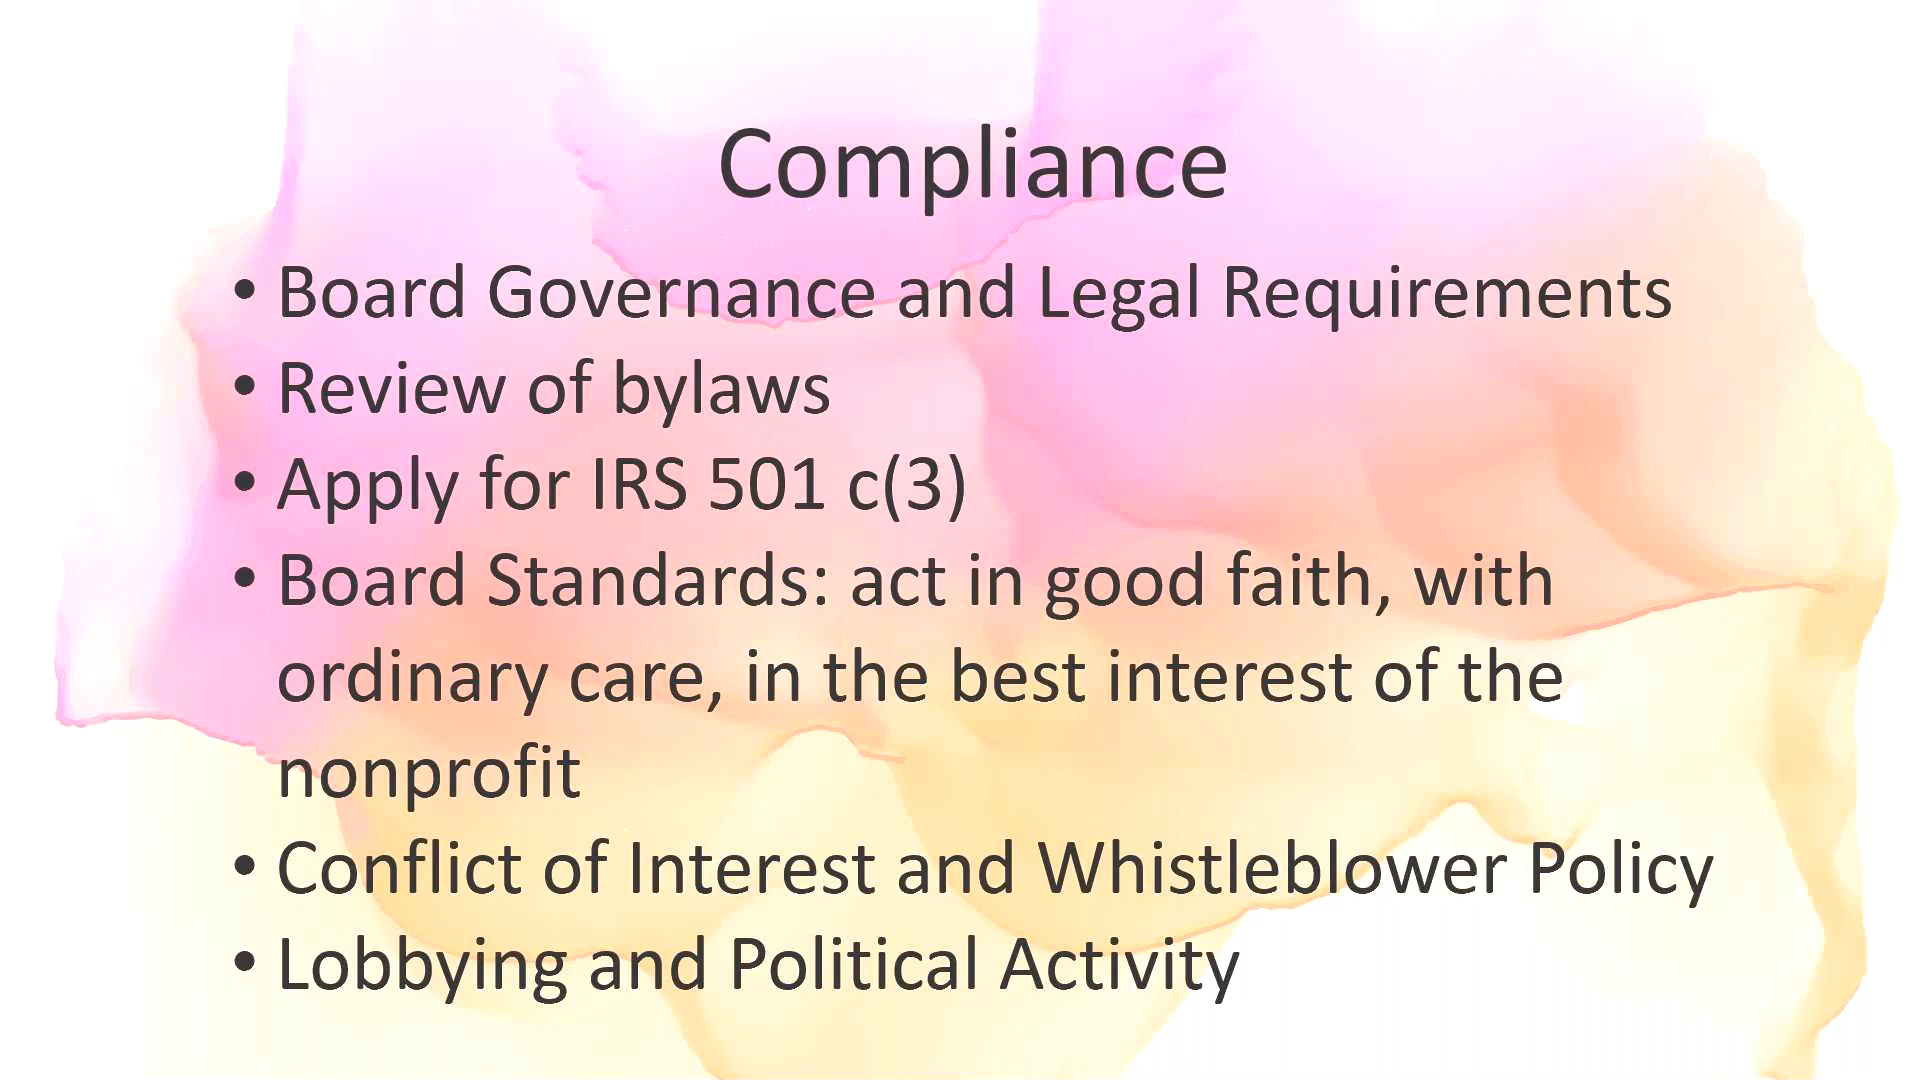 Compliance
• Board Governance and Legal Requirements
• Review of bylaws
• Apply for IRS 501 c(3)
• Board Standards: act in good faith, with
ordinary care, in the best interest of the
nonprofit
• Conflict of Interest and Whistleblower Policy
• Lobbying and Political Activity